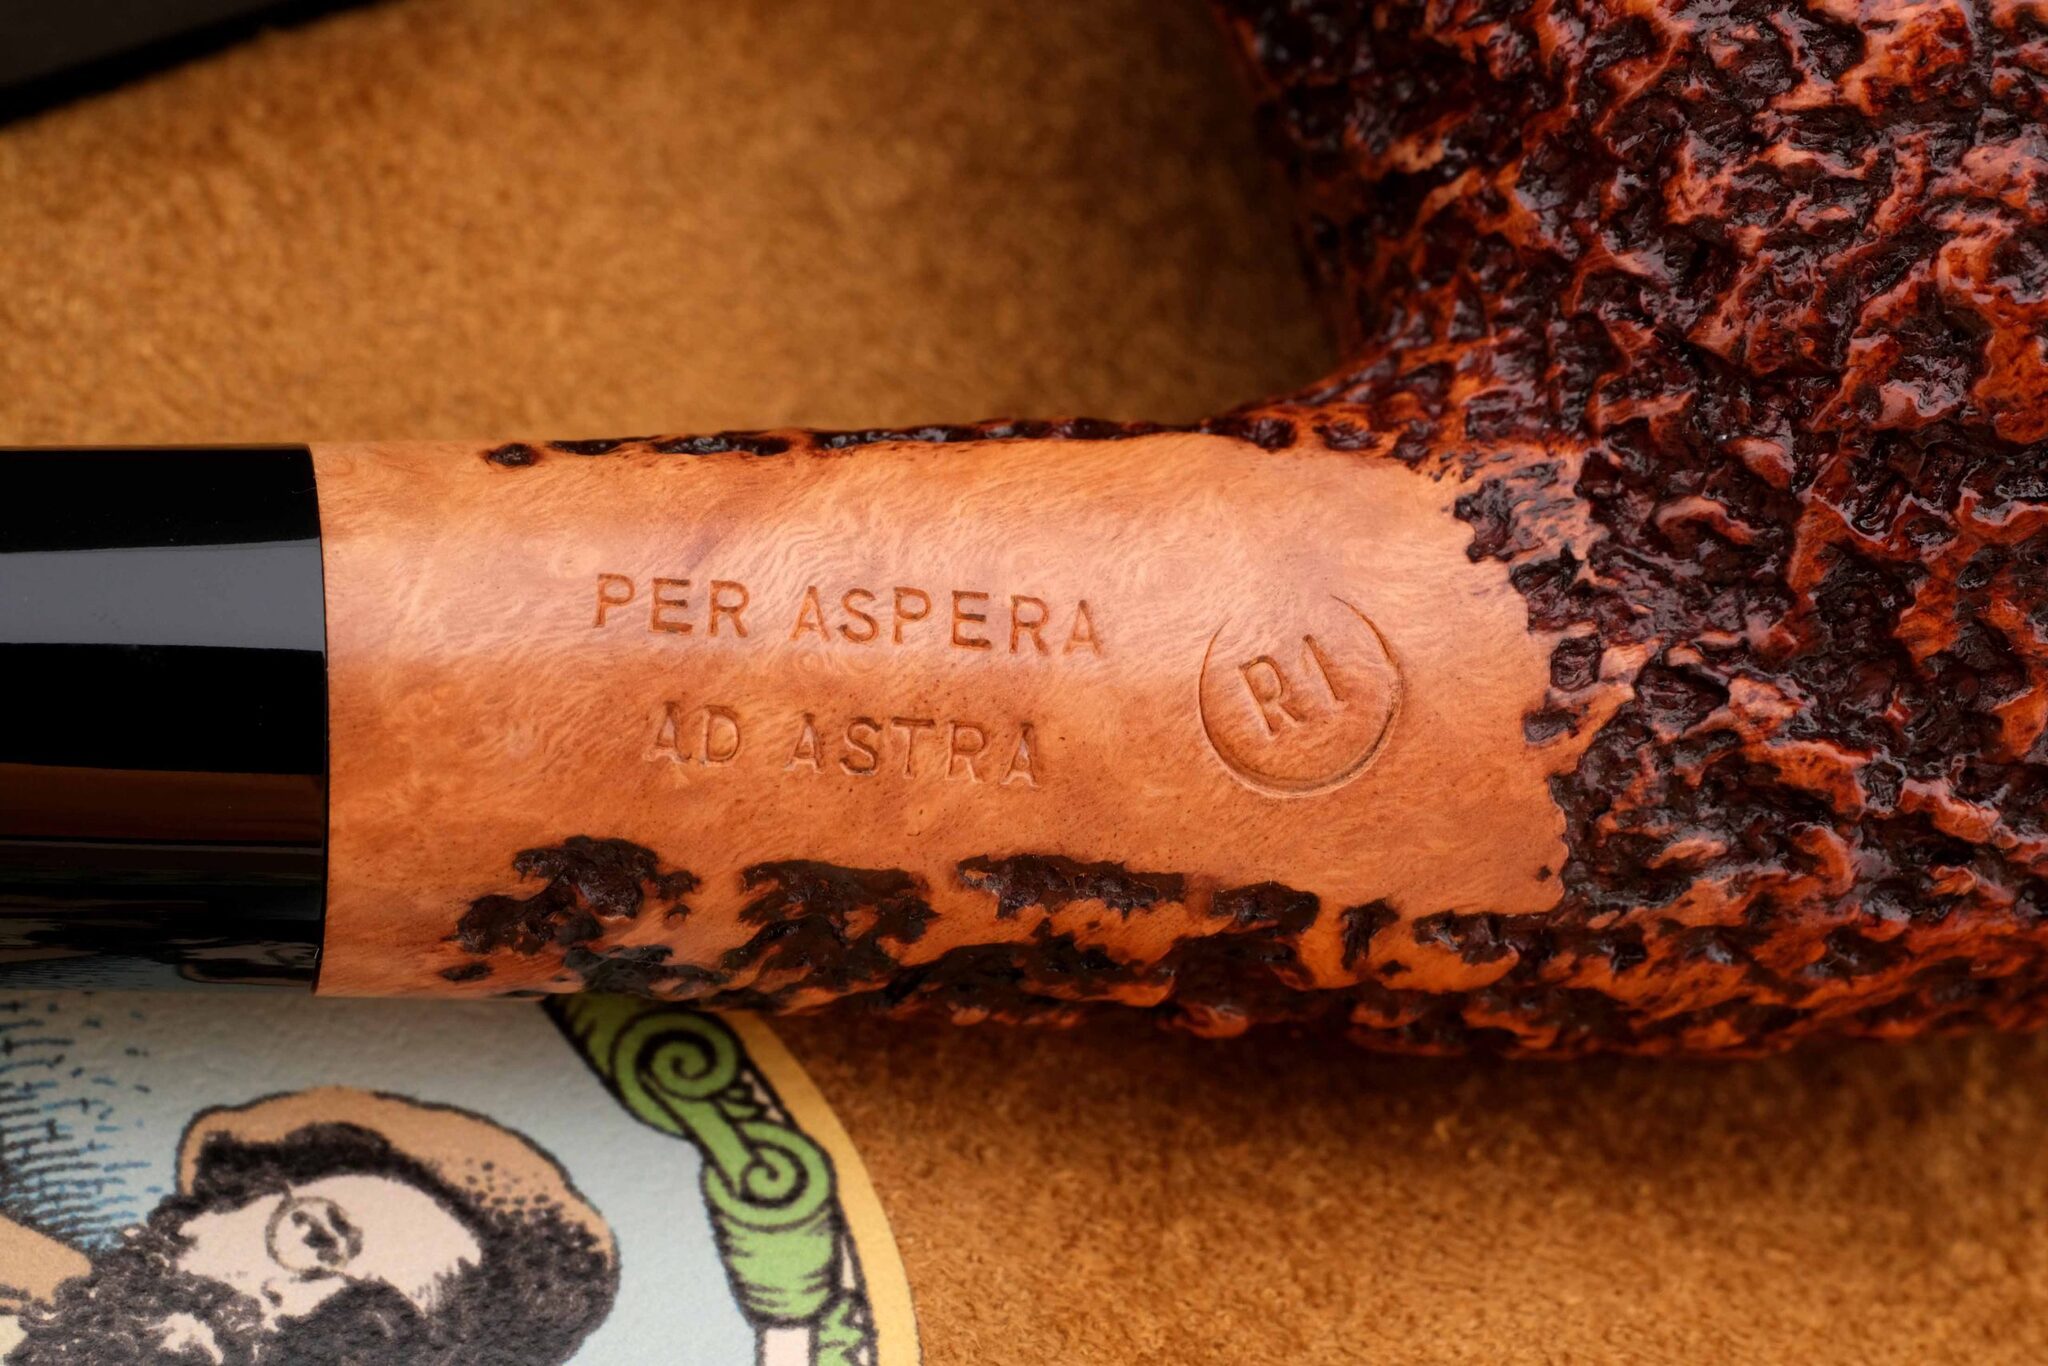 PER ASPERA
AD ASTRA
R1